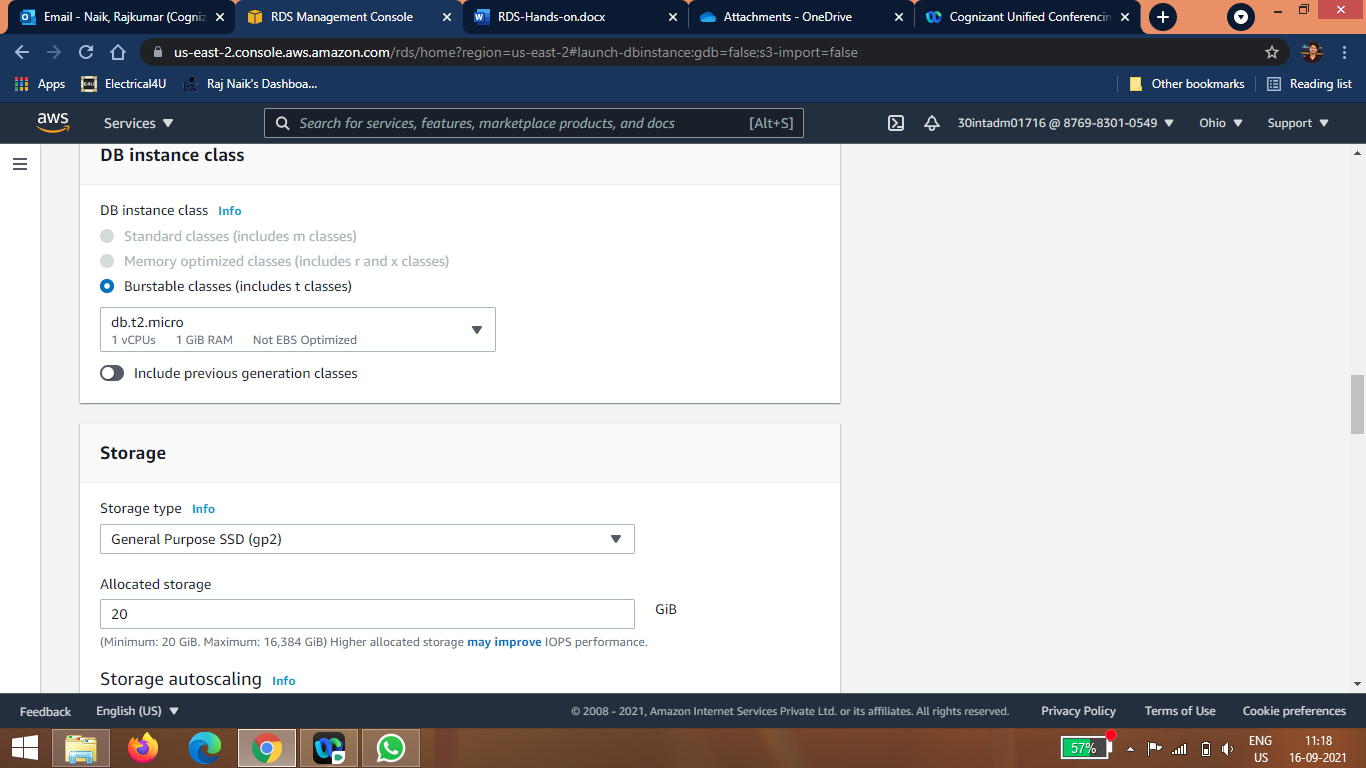 Email - Naik, Rajkumar (Cogniz
RDS Management Console
RDS-Hands-on.docx
Attachments - OneDrive
Cognizant Unified Conferencin
us-east-2.console.aws.amazon.com/rds/home?region=us-east-2#launch-dbinstance:gdb=false;s3-import=false
Apps
Electrical4U
Raj Naik's Dashboa...
Other bookmarks
Reading list
aws
Services
Search for services, features, marketplace products, and docs
[Alt+S]
30intadm01716 @ 8769-8301-0549
Ohio
Support
DB instance class
DB instance class Info
Standard classes (includes m classes)
Memory optimized classes (includes r and x classes)
Burstable classes (includes t classes)
db.t2.micro
1 vCPUs 1 GiB RAM Not EBS Optimized
Include previous generation classes
Storage
Storage type Info
General Purpose SSD (gp2)
Allocated storage
20
GiB
(Minimum: 20 GiB. Maximum: 16,384 GiB) Higher allocated storage may improve IOPS performance.
Storage autoscaling Info
Feedback
English (US)
© 2008 - 2021, Amazon Internet Services Private Ltd. or its affiliates. All rights reserved.
Privacy Policy
Terms of Use
Cookie preferences
57%
ENG
US
11:18
16-09-2021